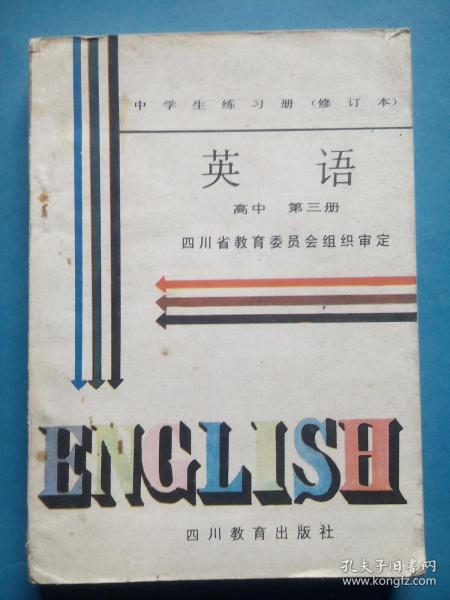 中学生练习册（修订本）
英语
高中 第三册
四川省教育委员会组织审定
ENGLISH
四川教育出版社
孔夫子旧书网
www.kongfz.com